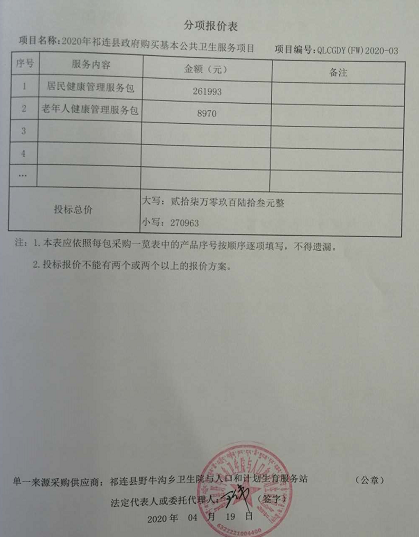 分项报价表
项目名称:2020年祁连县政府购买基本公共卫生服务项目 项目编号:QLCGDY(FW)2020-03
序号 服务内容 金额（元） 备注
1 居民健康管理服务包 261993
2 老年人健康管理服务包 8970
3
4
…
投标总价 大写：贰拾柒万零玖百陆拾叁元整
小写：270963
注：1.本表应依照每包采购一览表中的产品序号按顺序逐项填写，不得遗漏。
2.投标报价不能有两个或两个以上的报价方案。
单一来源采购供应商：祁连县野牛沟乡卫生院与人口和计划生育服务站 （公章）
法定代表人或委托代理人： （签字）
2020 年 04 月 19 日